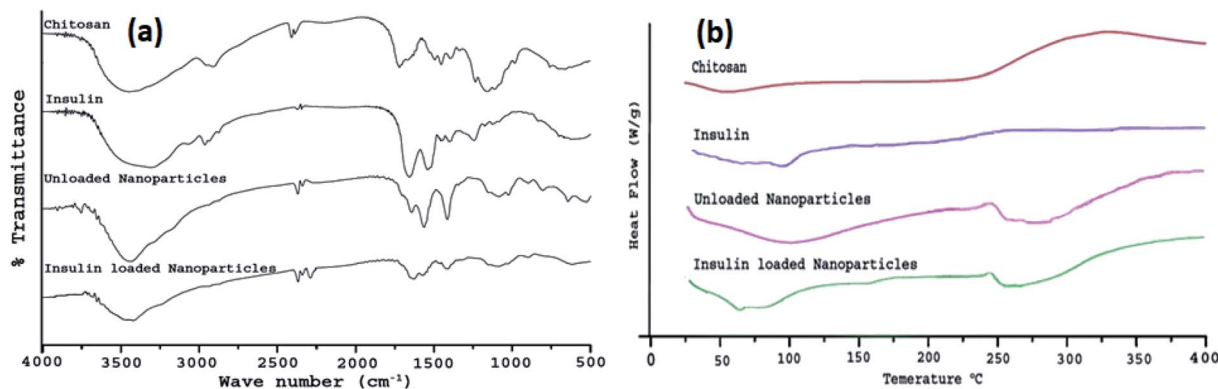 (a)
Chitosan
Insulin
Unloaded Nanoparticles
Insulin loaded Nanoparticles
% Transmittance
4000 3500 3000 2500 2000 1500 1000 500
Wave number (cm⁻¹)
(b)
Chitosan
Insulin
Unloaded Nanoparticles
Insulin loaded Nanoparticles
Heat Flow (W/g)
0 50 100 150 200 250 300 350 400
Temerature ºC